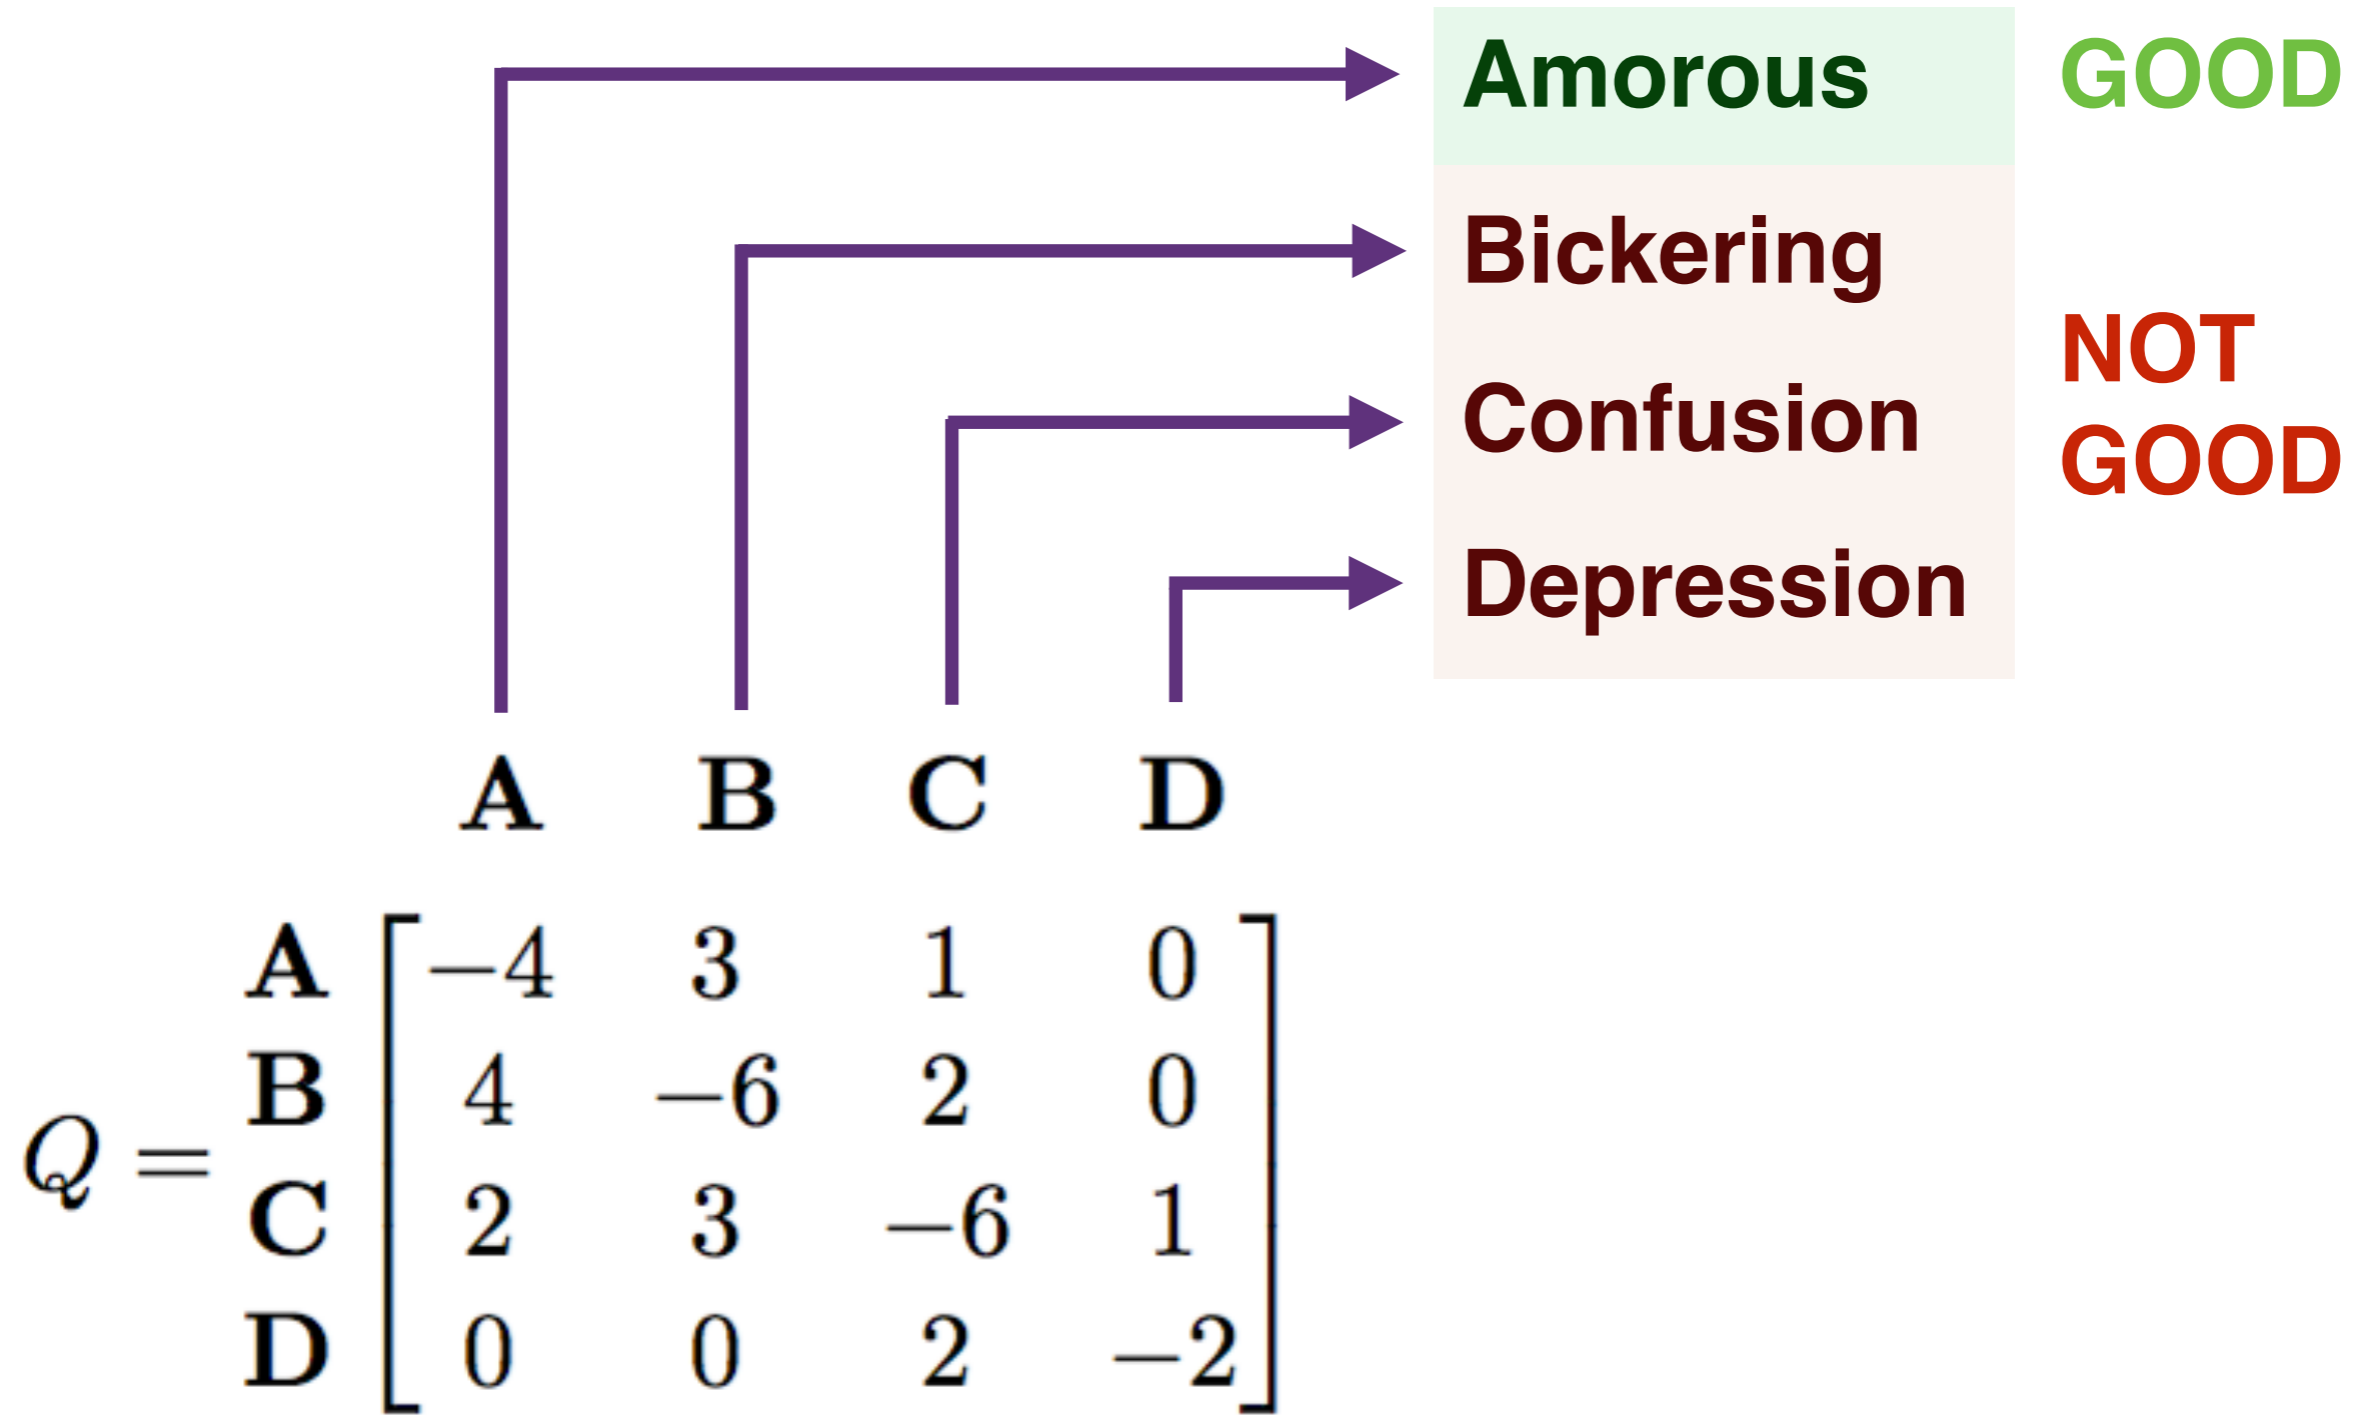 Amorous GOOD
Bickering
NOT
Confusion
GOOD
Depression
A B C D
A −4 3 1 0
B 4 −6 2 0
Q =
C 2 3 −6 1
D 0 0 2 −2